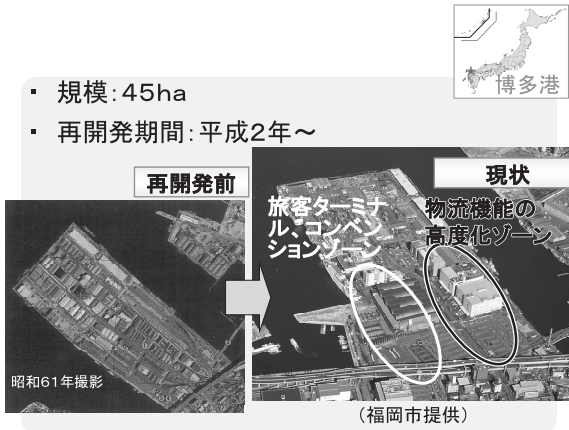 博多港
・ 規模：45ha
・ 再開発期間：平成2年～
再開発前
現状
旅客ターミナ
ル、コンベン
ションゾーン
物流機能の
高度化ゾーン
昭和61年撮影
（福岡市提供）